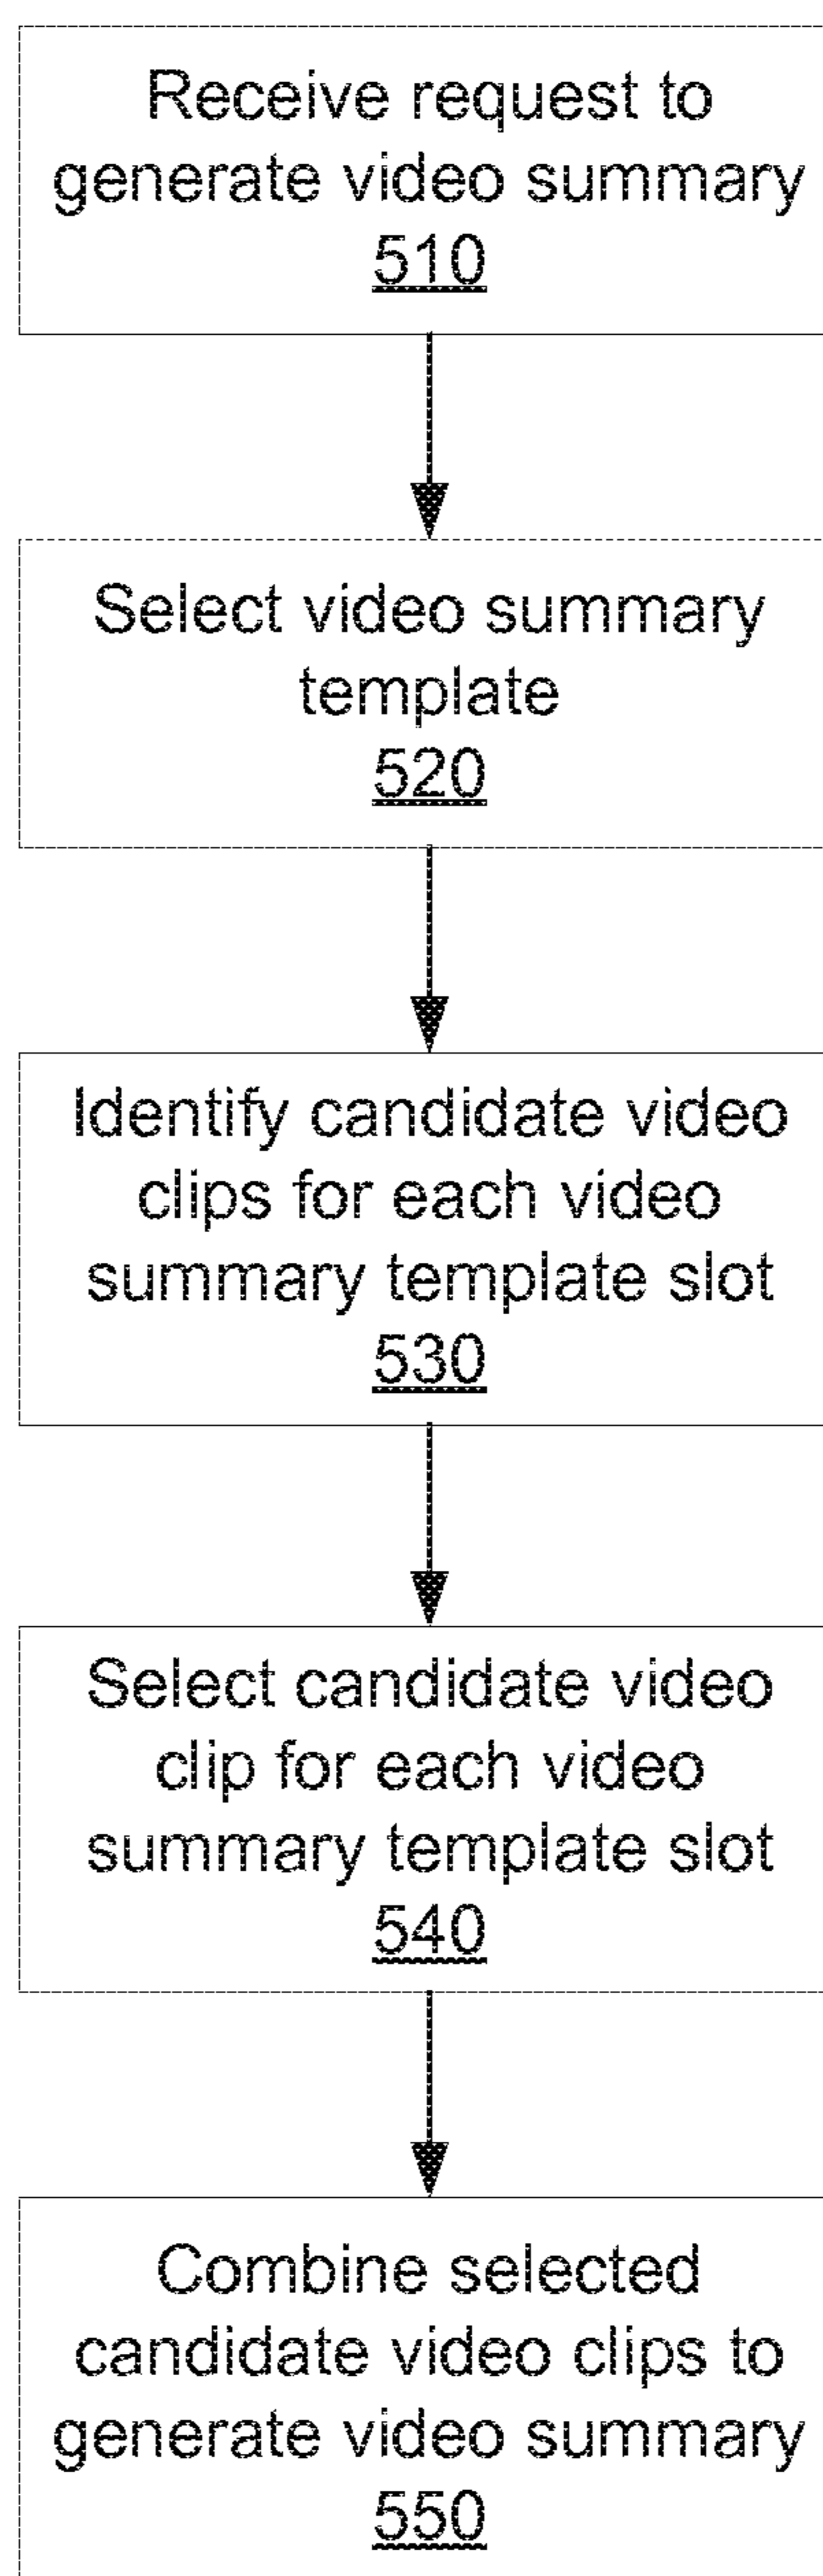 Receive request to
generate video summary
510
Select video summary
template
520
Identify candidate video
clips for each video
summary template slot
530
Select candidate video
clip for each video
summary template slot
540
Combine selected
candidate video clips to
generate video summary
550